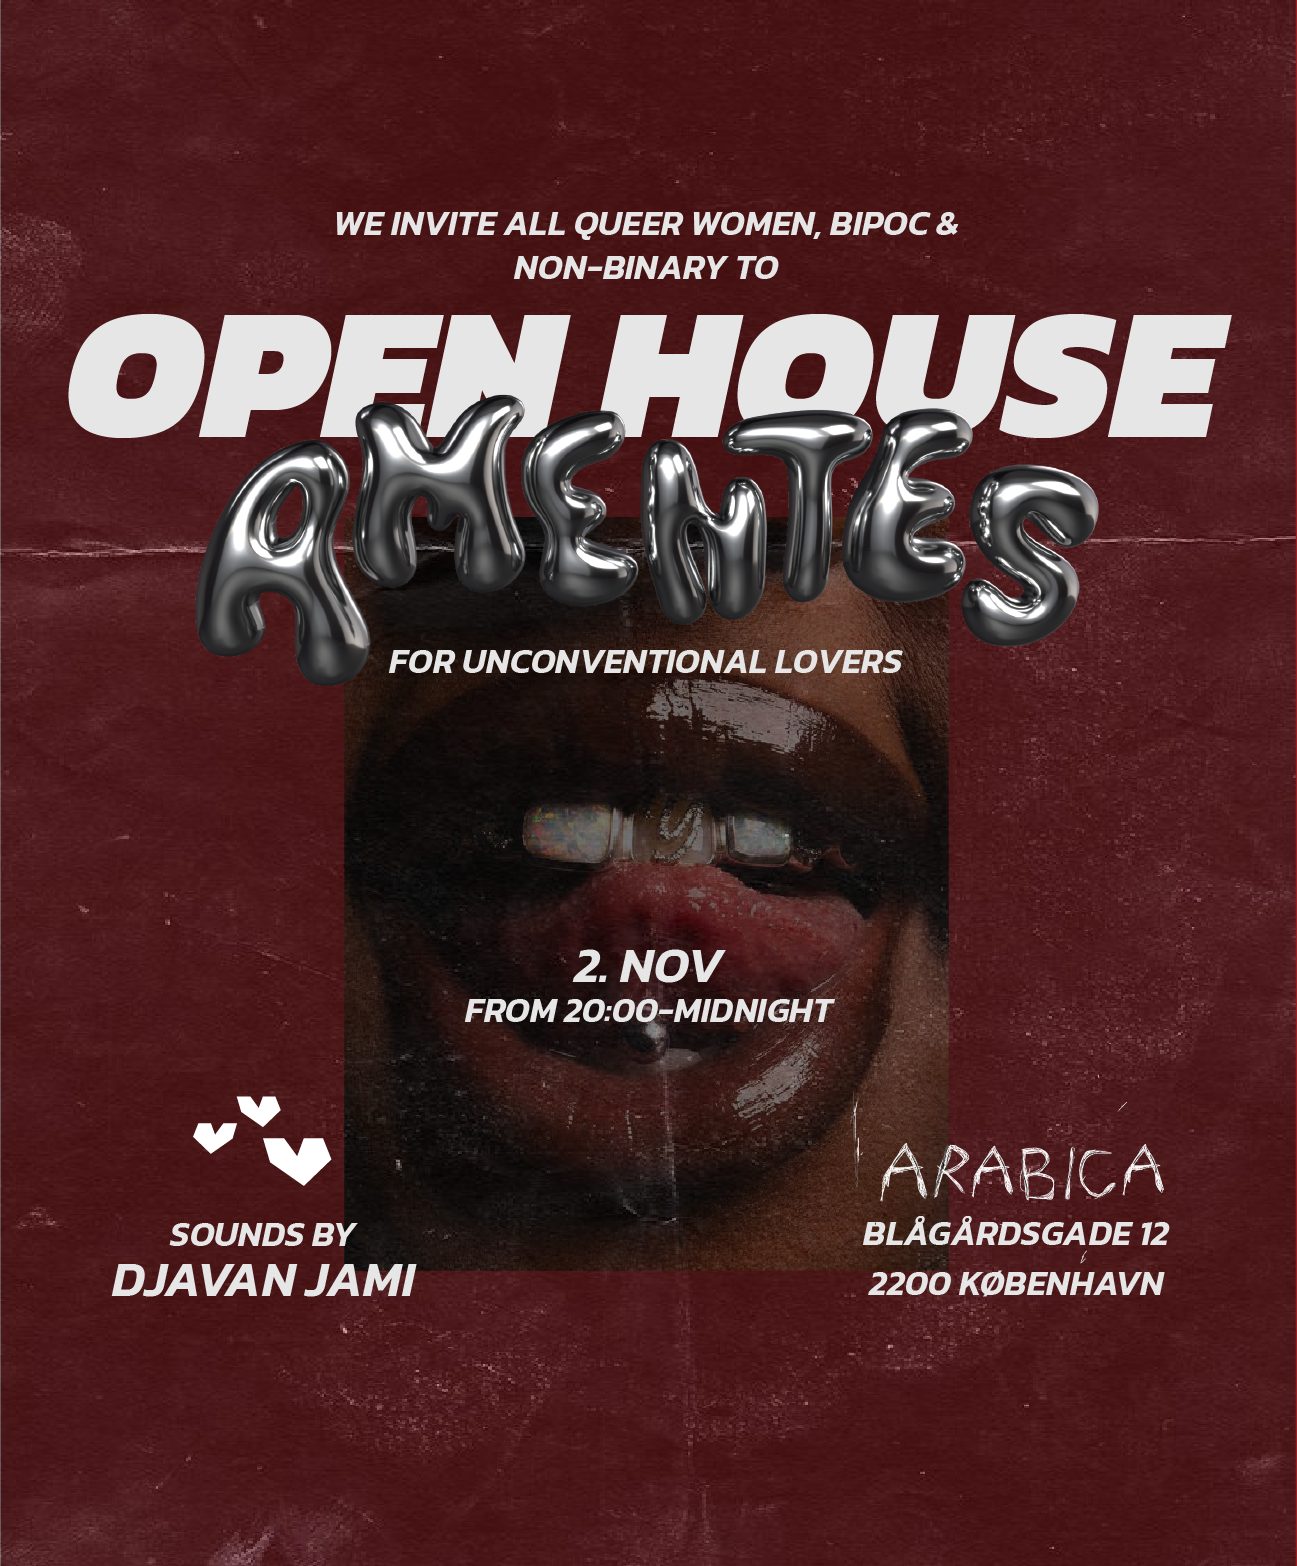 WE INVITE ALL QUEER WOMEN, BIPOC &
NON-BINARY TO
OPEN HOUSE
AMENTES
FOR UNCONVENTIONAL LOVERS
2. NOV
FROM 20:00-MIDNIGHT
SOUNDS BY
DJAVAN JAMI
ARABICA
BLÅGÅRDSGADE 12
2200 KØBENHAVN